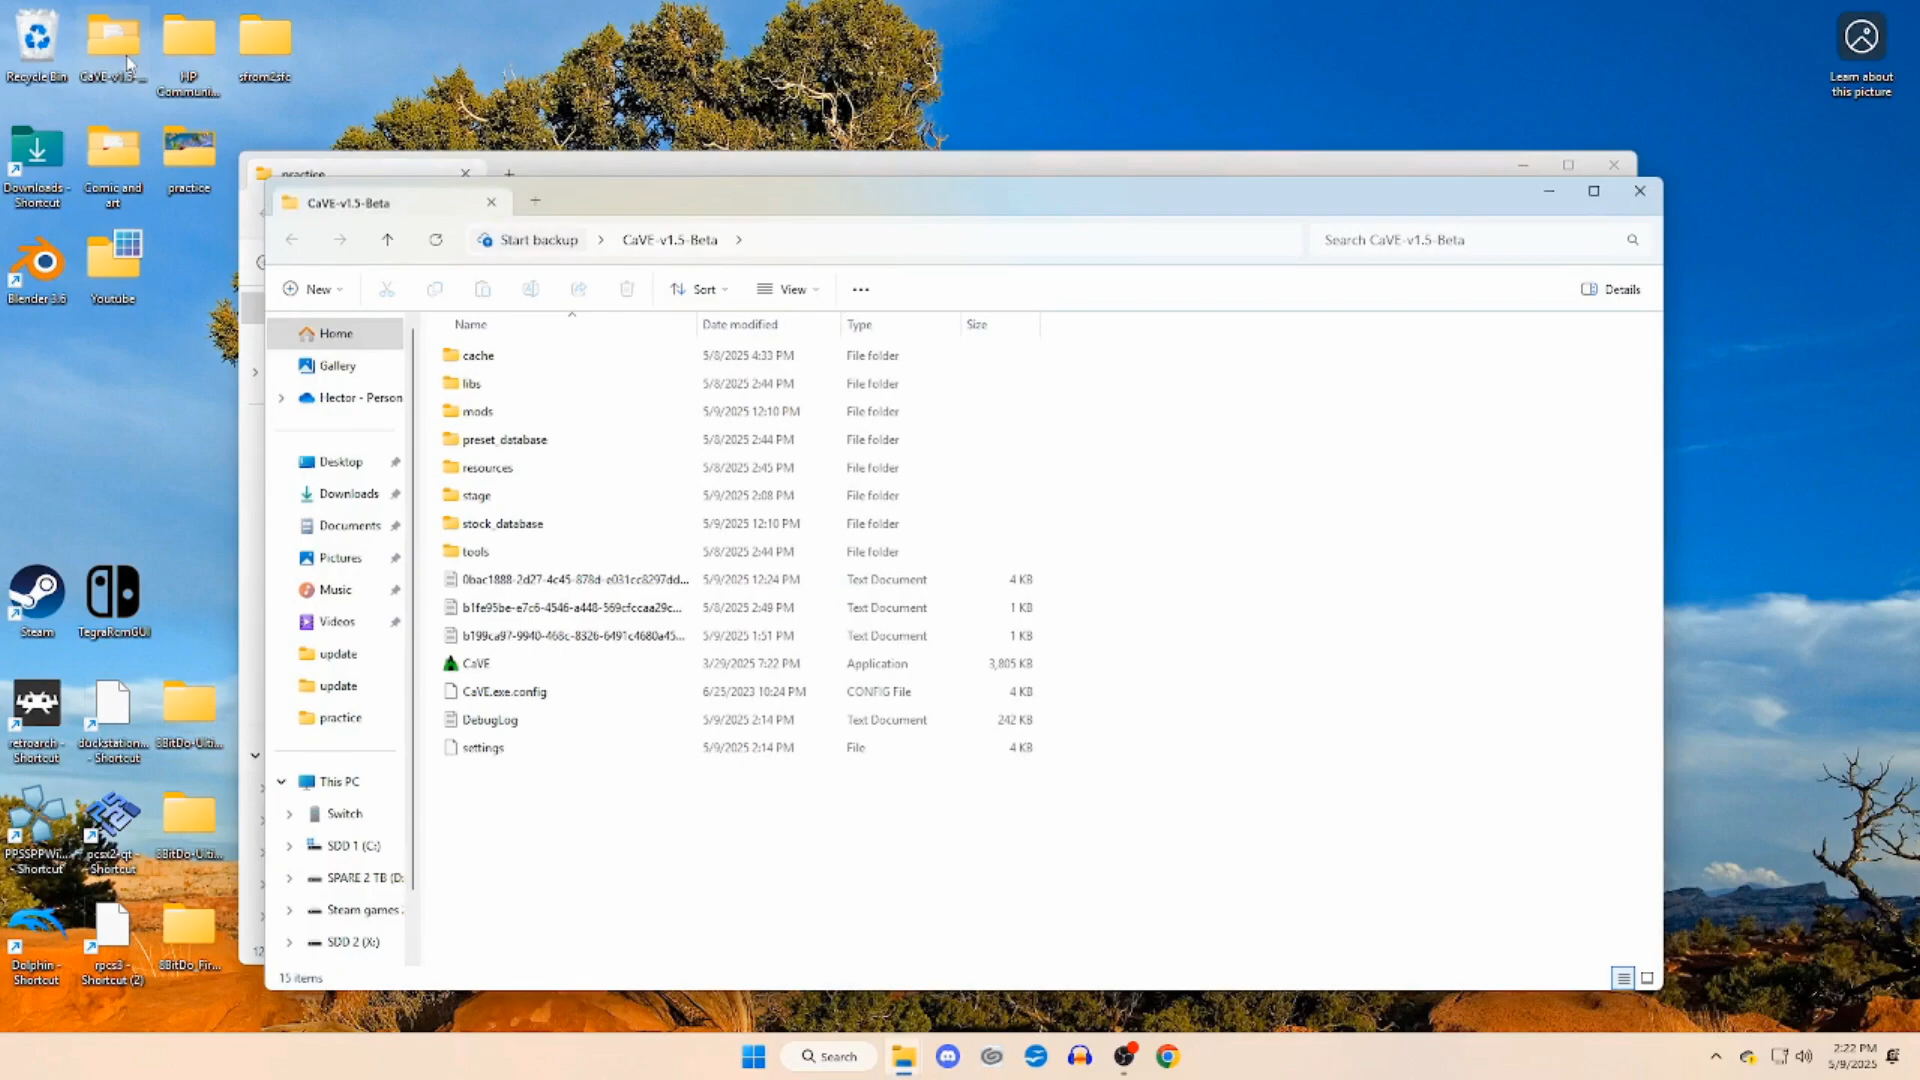 Recycle Bin
CaVE-v1.5-...
HP
Communi...
sfrom2sfc
Downloads -
Shortcut
Comic and
art
practice
Blender 3.6
Youtube
Steam
TegraRcmGUI
retroarch -
Shortcut
duckstation...
- Shortcut
8BitDo-Ulti...
PPSSPPWi...
- Shortcut
pcsx2-qt -
Shortcut
8BitDo-Ulti...
Dolphin -
Shortcut
rpcs3 -
Shortcut (2)
8BitDo_Fir...
Learn about
this picture
practice
CaVE-v1.5-Beta
Start backup
CaVE-v1.5-Beta
Search CaVE-v1.5-Beta
New
Sort
View
Details
Home
Gallery
Hector - Person
Desktop
Downloads
Documents
Pictures
Music
Videos
update
update
practice
This PC
Switch
SDD 1 (C:)
SPARE 2 TB (D:
Steam games
SDD 2 (X:)
Name Date modified Type Size
cache 5/8/2025 4:33 PM File folder
libs 5/8/2025 2:44 PM File folder
mods 5/9/2025 12:10 PM File folder
preset_database 5/8/2025 2:44 PM File folder
resources 5/8/2025 2:45 PM File folder
stage 5/9/2025 2:08 PM File folder
stock_database 5/9/2025 12:10 PM File folder
tools 5/8/2025 2:44 PM File folder
0bac1888-2d27-4c45-878d-e031cc8297dd... 5/9/2025 12:24 PM Text Document 4 KB
b1fe95be-e7c6-4546-a448-569cfccaa29c... 5/8/2025 2:49 PM Text Document 1 KB
b199ca97-9940-468c-8326-6491c4680a45... 5/9/2025 1:51 PM Text Document 1 KB
CaVE 3/29/2025 7:22 PM Application 3,805 KB
CaVE.exe.config 6/25/2023 10:24 PM CONFIG File 4 KB
DebugLog 5/9/2025 2:14 PM Text Document 242 KB
settings 5/9/2025 2:14 PM File 4 KB
12
15 items
Search
2:22 PM
5/9/2025